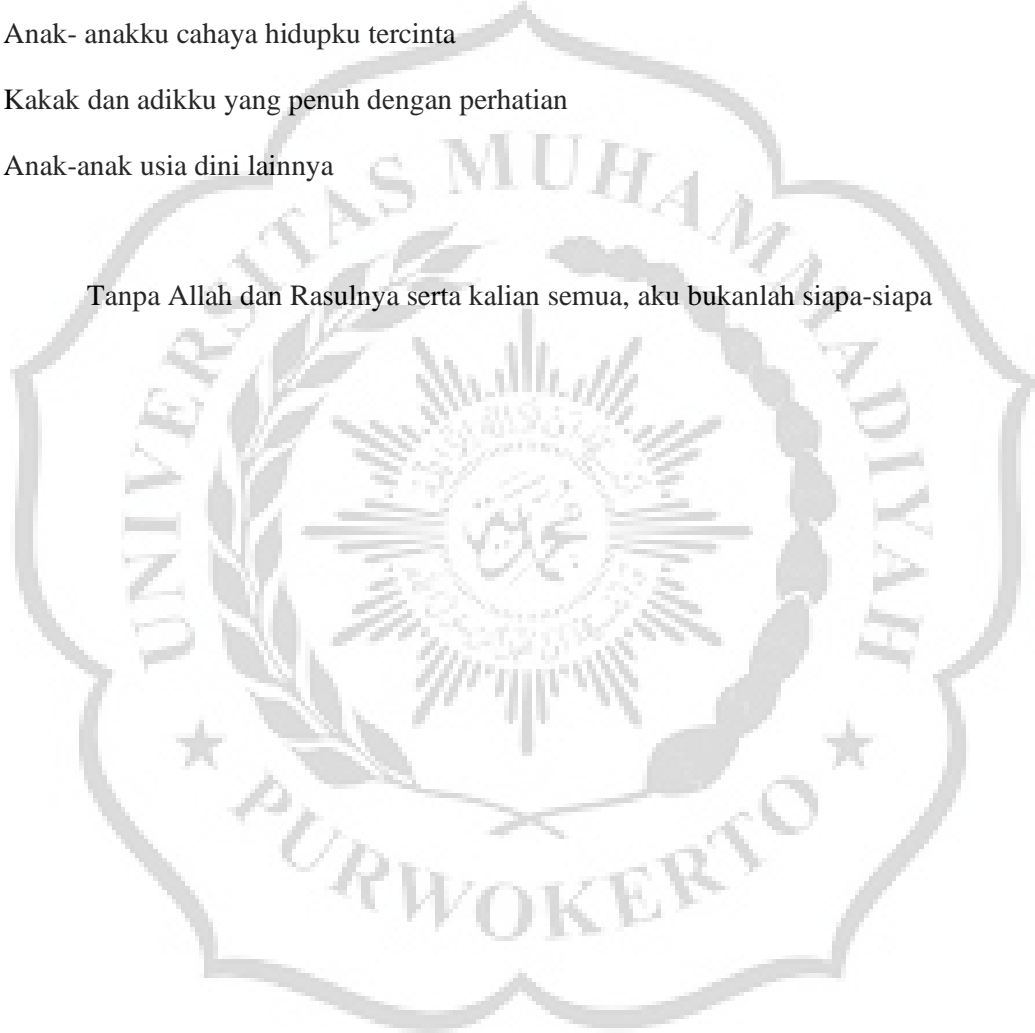 Anak- anakku cahaya hidupku tercinta
Kakak dan adikku yang penuh dengan perhatian
Anak-anak usia dini lainnya
Tanpa Allah dan Rasulnya serta kalian semua, aku bukanlah siapa-siapa
UNIVERSITAS MUHAMMADIYAH
PURWOKERTO